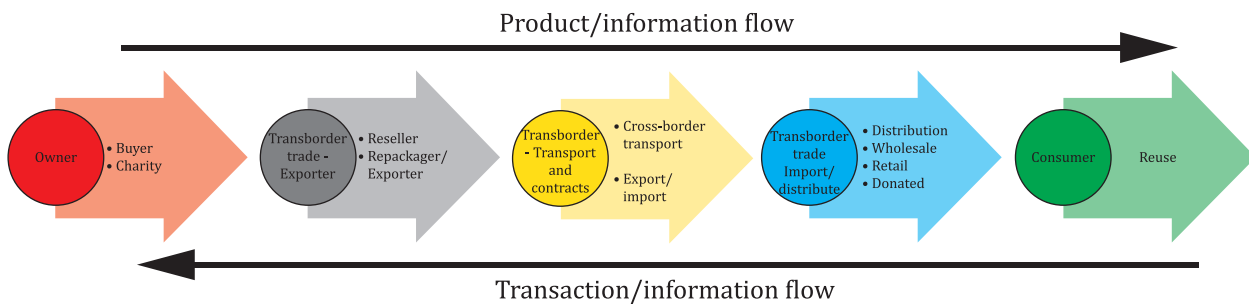 Product/information flow
Owner
• Buyer
• Charity
Transborder
trade -
Exporter
• Reseller
• Repackager/
Exporter
Transborder
- Transport
and
contracts
• Cross-border
transport
• Export/
import
Transborder
trade
Import/
distribute
• Distribution
• Wholesale
• Retail
• Donated
Consumer
Reuse
Transaction/information flow